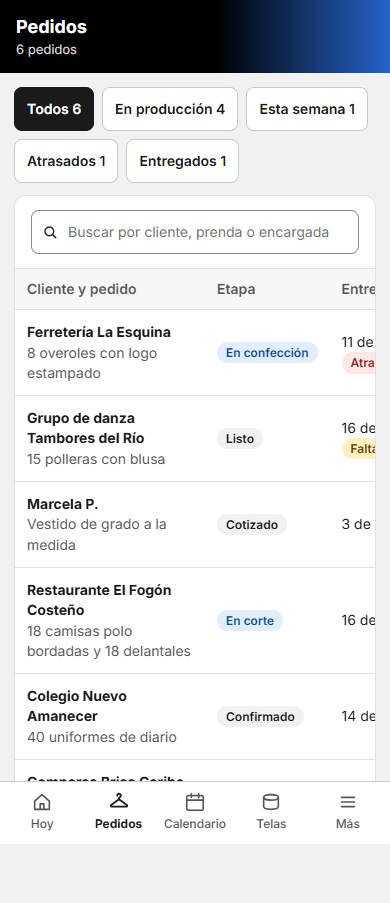 Pedidos
6 pedidos
Todos 6
En producción 4
Esta semana 1
Atrasados 1
Entregados 1
Buscar por cliente, prenda o encargada
Cliente y pedido
Etapa
Ferretería La Esquina
8 overoles con logo
estampado
En confección
11 de
Grupo de danza
Tambores del Río
15 polleras con blusa
Listo
16 de
Marcela P.
Vestido de grado a la
medida
Cotizado
3 de
Restaurante El Fogón
Costeño
18 camisas polo
bordadas y 18 delantales
En corte
16 de
Colegio Nuevo
Amanecer
40 uniformes de diario
Confirmado
14 de
Hoy
Pedidos
Calendario
Telas
Más